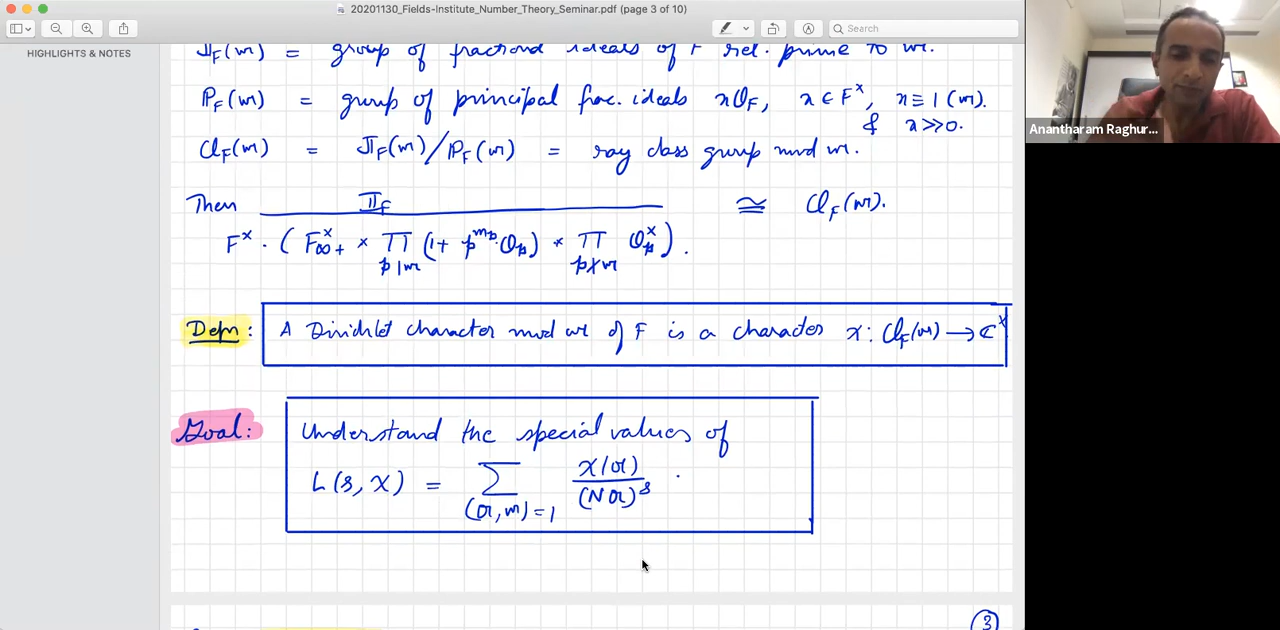 20201130_Fields-Institute_Number_Theory_Seminar.pdf (page 3 of 10)
Search
HIGHLIGHTS & NOTES
𝕀_F(𝔪) = group of fractional ideals of F rel. prime to 𝔪.
P_F(𝔪) = group of principal frac. ideals xO_F, x ∈ F^×, x ≡ 1 (𝔪).
& x >> 0.
Cl_F(𝔪) = 𝕀_F(𝔪)/P_F(𝔪) = ray class group mod 𝔪.
Then 𝕀_F ≅ Cl_F(𝔪).
F^× · ( F_∞+^× × ∏_{p|𝔪} (1 + p^{m_p} O_p) × ∏_{p∤𝔪} O_p^× ) .
Defn: A Dirichlet character mod 𝔪 of F is a character χ : Cl_F(𝔪) → ℂ^×
Goal: Understand the special values of
L(s, χ) = ∑_{(𝔞, 𝔪) = 1} χ(𝔞) / (N𝔞)^s .
3
Anantharam Raghur...